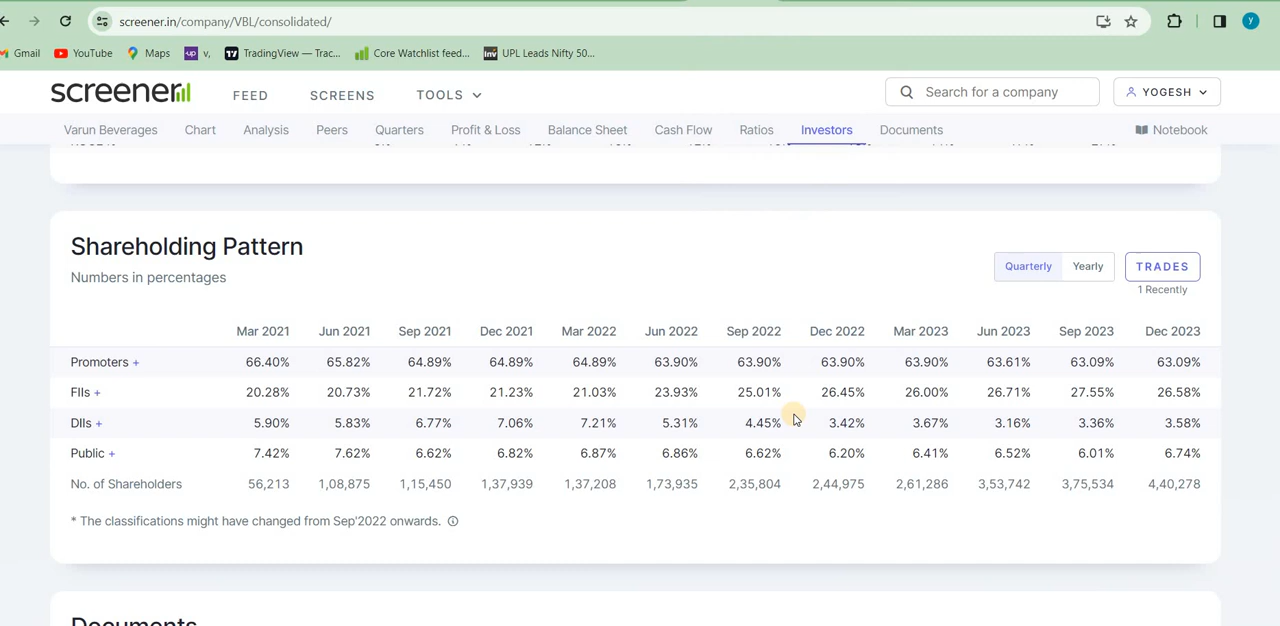 screener.in/company/VBL/consolidated/
y
Gmail YouTube Maps up v, TradingView — Trac... Core Watchlist feed... inv UPL Leads Nifty 50...
screener FEED SCREENS TOOLS Search for a company YOGESH
Varun Beverages Chart Analysis Peers Quarters Profit & Loss Balance Sheet Cash Flow Ratios Investors Documents Notebook
Shareholding Pattern
Numbers in percentages
Quarterly Yearly TRADES
1 Recently
Mar 2021 Jun 2021 Sep 2021 Dec 2021 Mar 2022 Jun 2022 Sep 2022 Dec 2022 Mar 2023 Jun 2023 Sep 2023 Dec 2023
Promoters + 66.40% 65.82% 64.89% 64.89% 64.89% 63.90% 63.90% 63.90% 63.90% 63.61% 63.09% 63.09%
FIIs + 20.28% 20.73% 21.72% 21.23% 21.03% 23.93% 25.01% 26.45% 26.00% 26.71% 27.55% 26.58%
DIIs + 5.90% 5.83% 6.77% 7.06% 7.21% 5.31% 4.45% 3.42% 3.67% 3.16% 3.36% 3.58%
Public + 7.42% 7.62% 6.62% 6.82% 6.87% 6.86% 6.62% 6.20% 6.41% 6.52% 6.01% 6.74%
No. of Shareholders 56,213 1,08,875 1,15,450 1,37,939 1,37,208 1,73,935 2,35,804 2,44,975 2,61,286 3,53,742 3,75,534 4,40,278
* The classifications might have changed from Sep'2022 onwards.
Documents